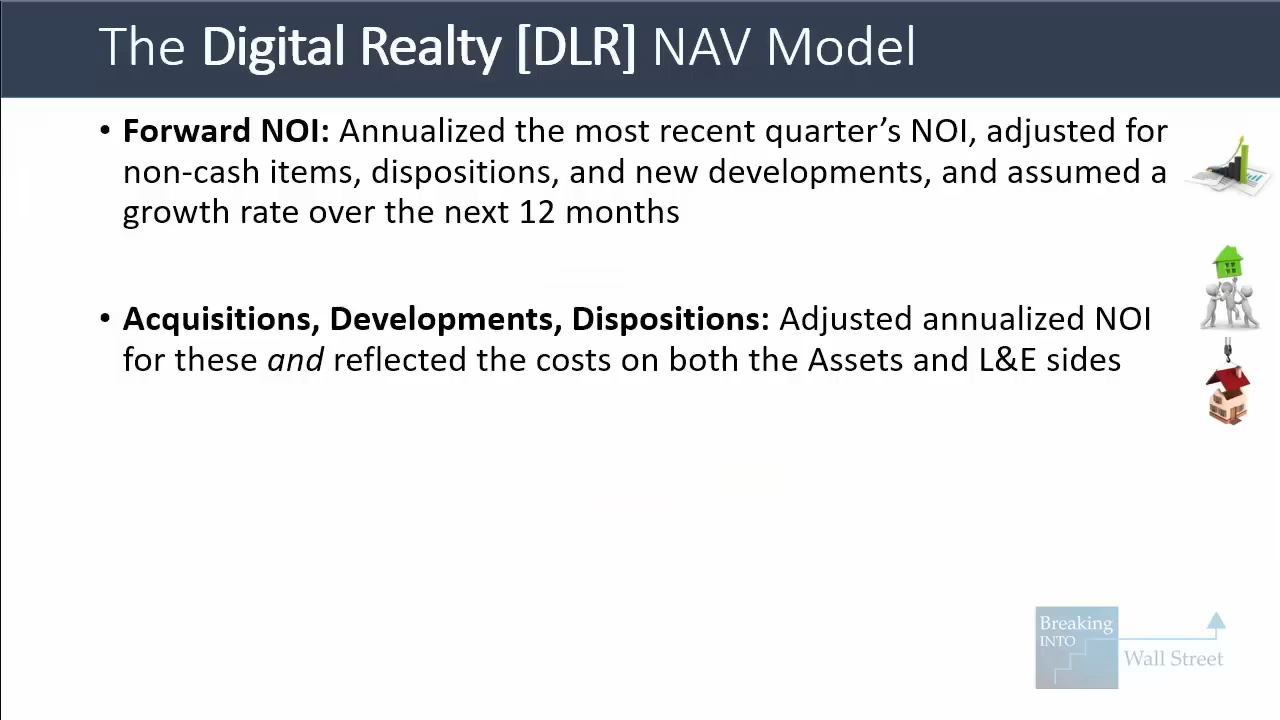 The Digital Realty [DLR] NAV Model
• Forward NOI: Annualized the most recent quarter’s NOI, adjusted for
non-cash items, dispositions, and new developments, and assumed a
growth rate over the next 12 months
• Acquisitions, Developments, Dispositions: Adjusted annualized NOI
for these and reflected the costs on both the Assets and L&E sides
Breaking
INTO
Wall Street